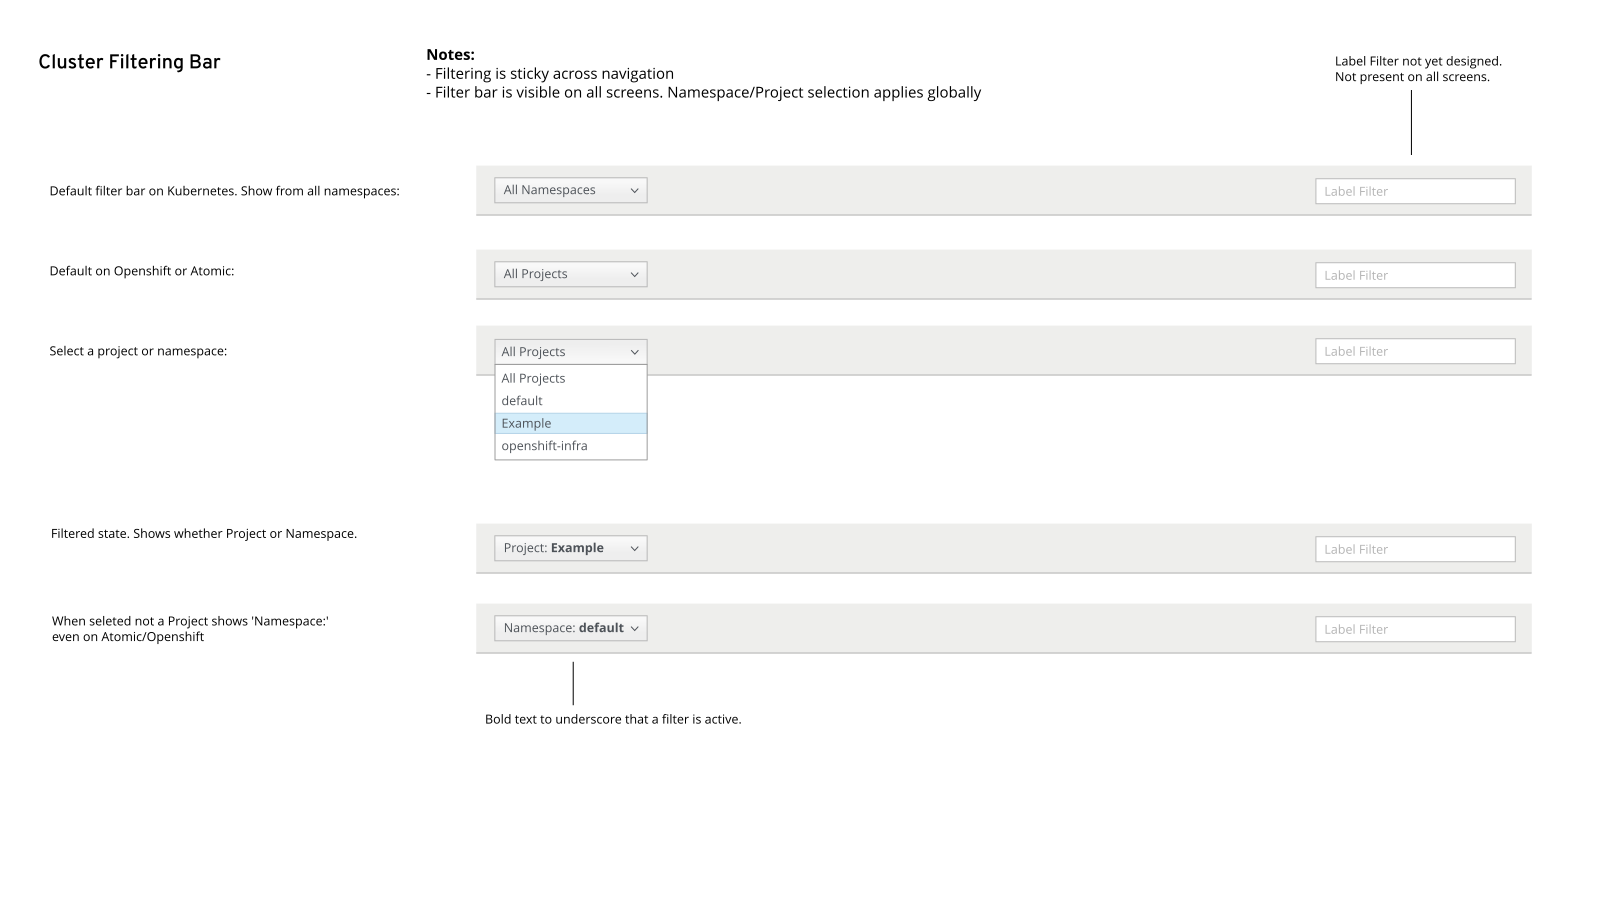 Cluster Filtering Bar
Notes:
- Filtering is sticky across navigation
- Filter bar is visible on all screens. Namespace/Project selection applies globally
Label Filter not yet designed.
Not present on all screens.
Default filter bar on Kubernetes. Show from all namespaces:
All Namespaces
Label Filter
Default on Openshift or Atomic:
All Projects
Label Filter
Select a project or namespace:
All Projects
Label Filter
All Projects
default
Example
openshift-infra
Filtered state. Shows whether Project or Namespace.
Project: Example
Label Filter
When seleted not a Project shows 'Namespace:'
even on Atomic/Openshift
Namespace: default
Label Filter
Bold text to underscore that a filter is active.